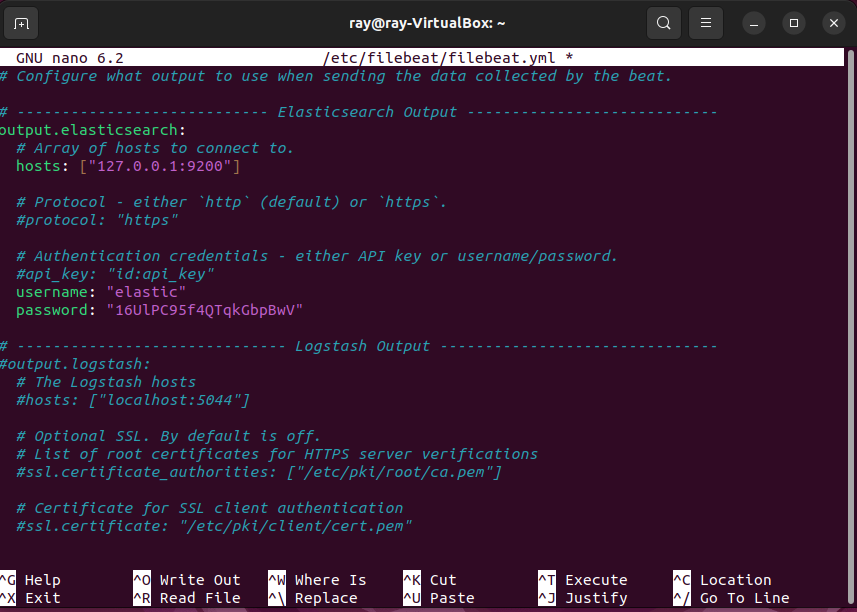 ray@ray-VirtualBox: ~
GNU nano 6.2 /etc/filebeat/filebeat.yml *
# Configure what output to use when sending the data collected by the beat.
# ---------------------------- Elasticsearch Output ----------------------------
output.elasticsearch:
# Array of hosts to connect to.
hosts: ["127.0.0.1:9200"]
# Protocol - either `http` (default) or `https`.
#protocol: "https"
# Authentication credentials - either API key or username/password.
#api_key: "id:api_key"
username: "elastic"
password: "16UlPC95f4QTqkGbpBwV"
# ------------------------------ Logstash Output -------------------------------
#output.logstash:
# The Logstash hosts
#hosts: ["localhost:5044"]
# Optional SSL. By default is off.
# List of root certificates for HTTPS server verifications
#ssl.certificate_authorities: ["/etc/pki/root/ca.pem"]
# Certificate for SSL client authentication
#ssl.certificate: "/etc/pki/client/cert.pem"
^G Help ^O Write Out ^W Where Is ^K Cut ^T Execute ^C Location
^X Exit ^R Read File ^\ Replace ^U Paste ^J Justify ^/ Go To Line